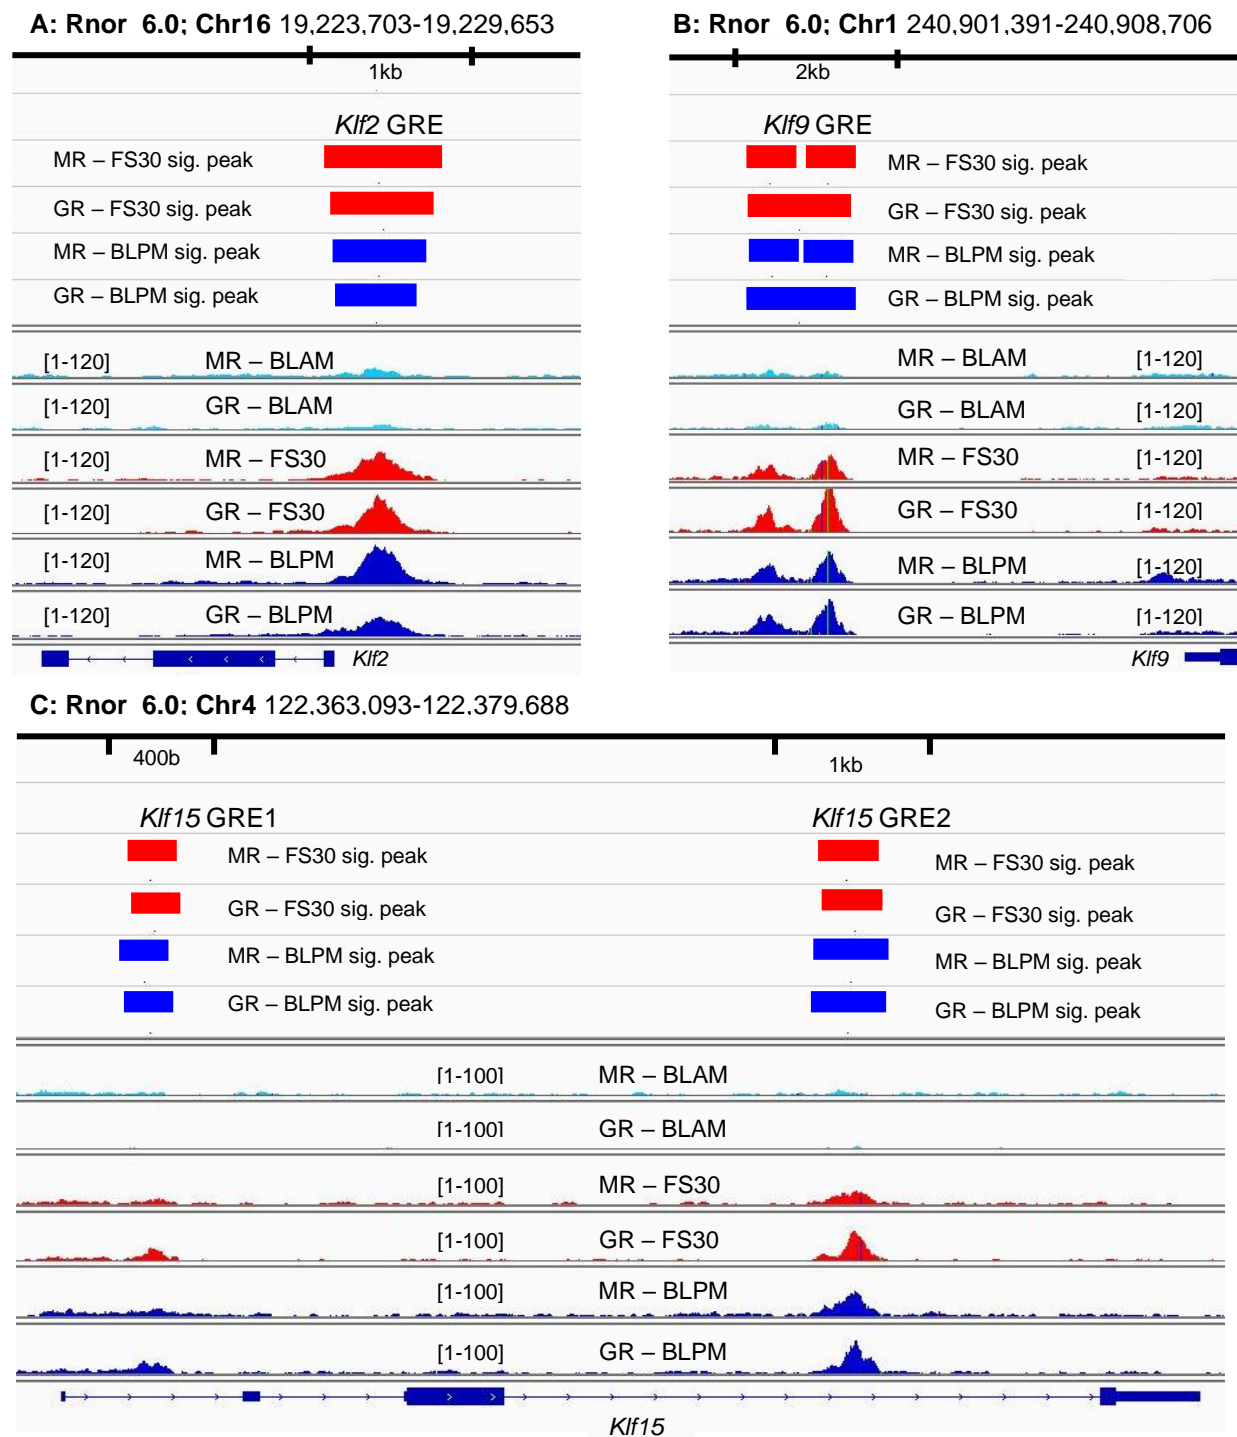 A: Rnor 6.0; Chr16 19,223,703-19,229,653
1kb
Klf2 GRE
MR – FS30 sig. peak
GR – FS30 sig. peak
MR – BLPM sig. peak
GR – BLPM sig. peak
[1-120] MR – BLAM
[1-120] GR – BLAM
[1-120] MR – FS30
[1-120] GR – FS30
[1-120] MR – BLPM
[1-120] GR – BLPM
Klf2
B: Rnor 6.0; Chr1 240,901,391-240,908,706
2kb
Klf9 GRE
MR – FS30 sig. peak
GR – FS30 sig. peak
MR – BLPM sig. peak
GR – BLPM sig. peak
MR – BLAM [1-120]
GR – BLAM [1-120]
MR – FS30 [1-120]
GR – FS30 [1-120]
MR – BLPM [1-120]
GR – BLPM [1-120]
Klf9
C: Rnor 6.0; Chr4 122,363,093-122,379,688
400b 1kb
Klf15 GRE1 Klf15 GRE2
MR – FS30 sig. peak MR – FS30 sig. peak
GR – FS30 sig. peak GR – FS30 sig. peak
MR – BLPM sig. peak MR – BLPM sig. peak
GR – BLPM sig. peak GR – BLPM sig. peak
[1-100] MR – BLAM
[1-100] GR – BLAM
[1-100] MR – FS30
[1-100] GR – FS30
[1-100] MR – BLPM
[1-100] GR – BLPM
Klf15